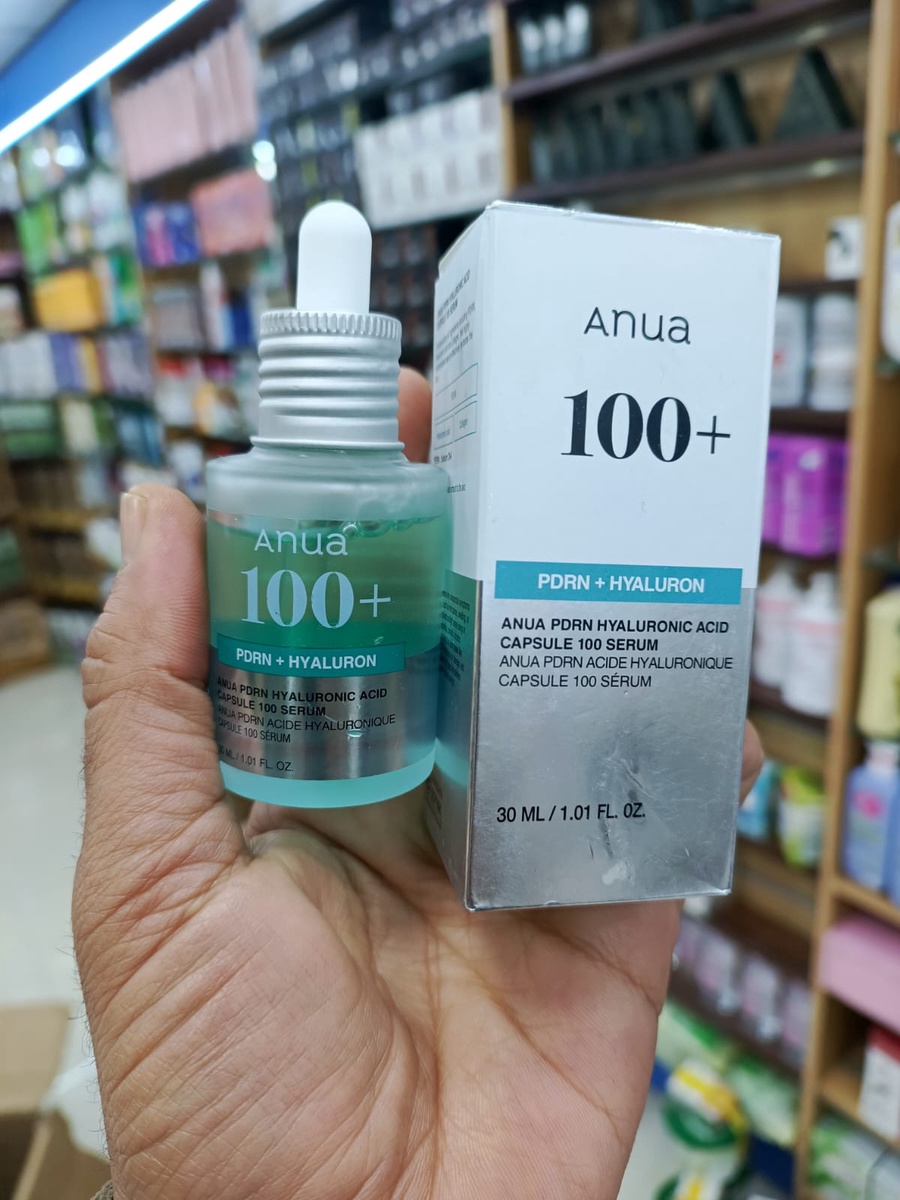 Anua
100+
PDRN + HYALURON
ANUA PDRN HYALURONIC ACID
CAPSULE 100 SERUM
ANUA PDRN ACIDE HYALURONIQUE
CAPSULE 100 SÉRUM
30 ML / 1.01 FL. OZ.
Anua
100+
PDRN + HYALURON
ANUA PDRN HYALURONIC ACID
CAPSULE 100 SERUM
ANUA PDRN ACIDE HYALURONIQUE
CAPSULE 100 SÉRUM
30 ML / 1.01 FL. OZ.